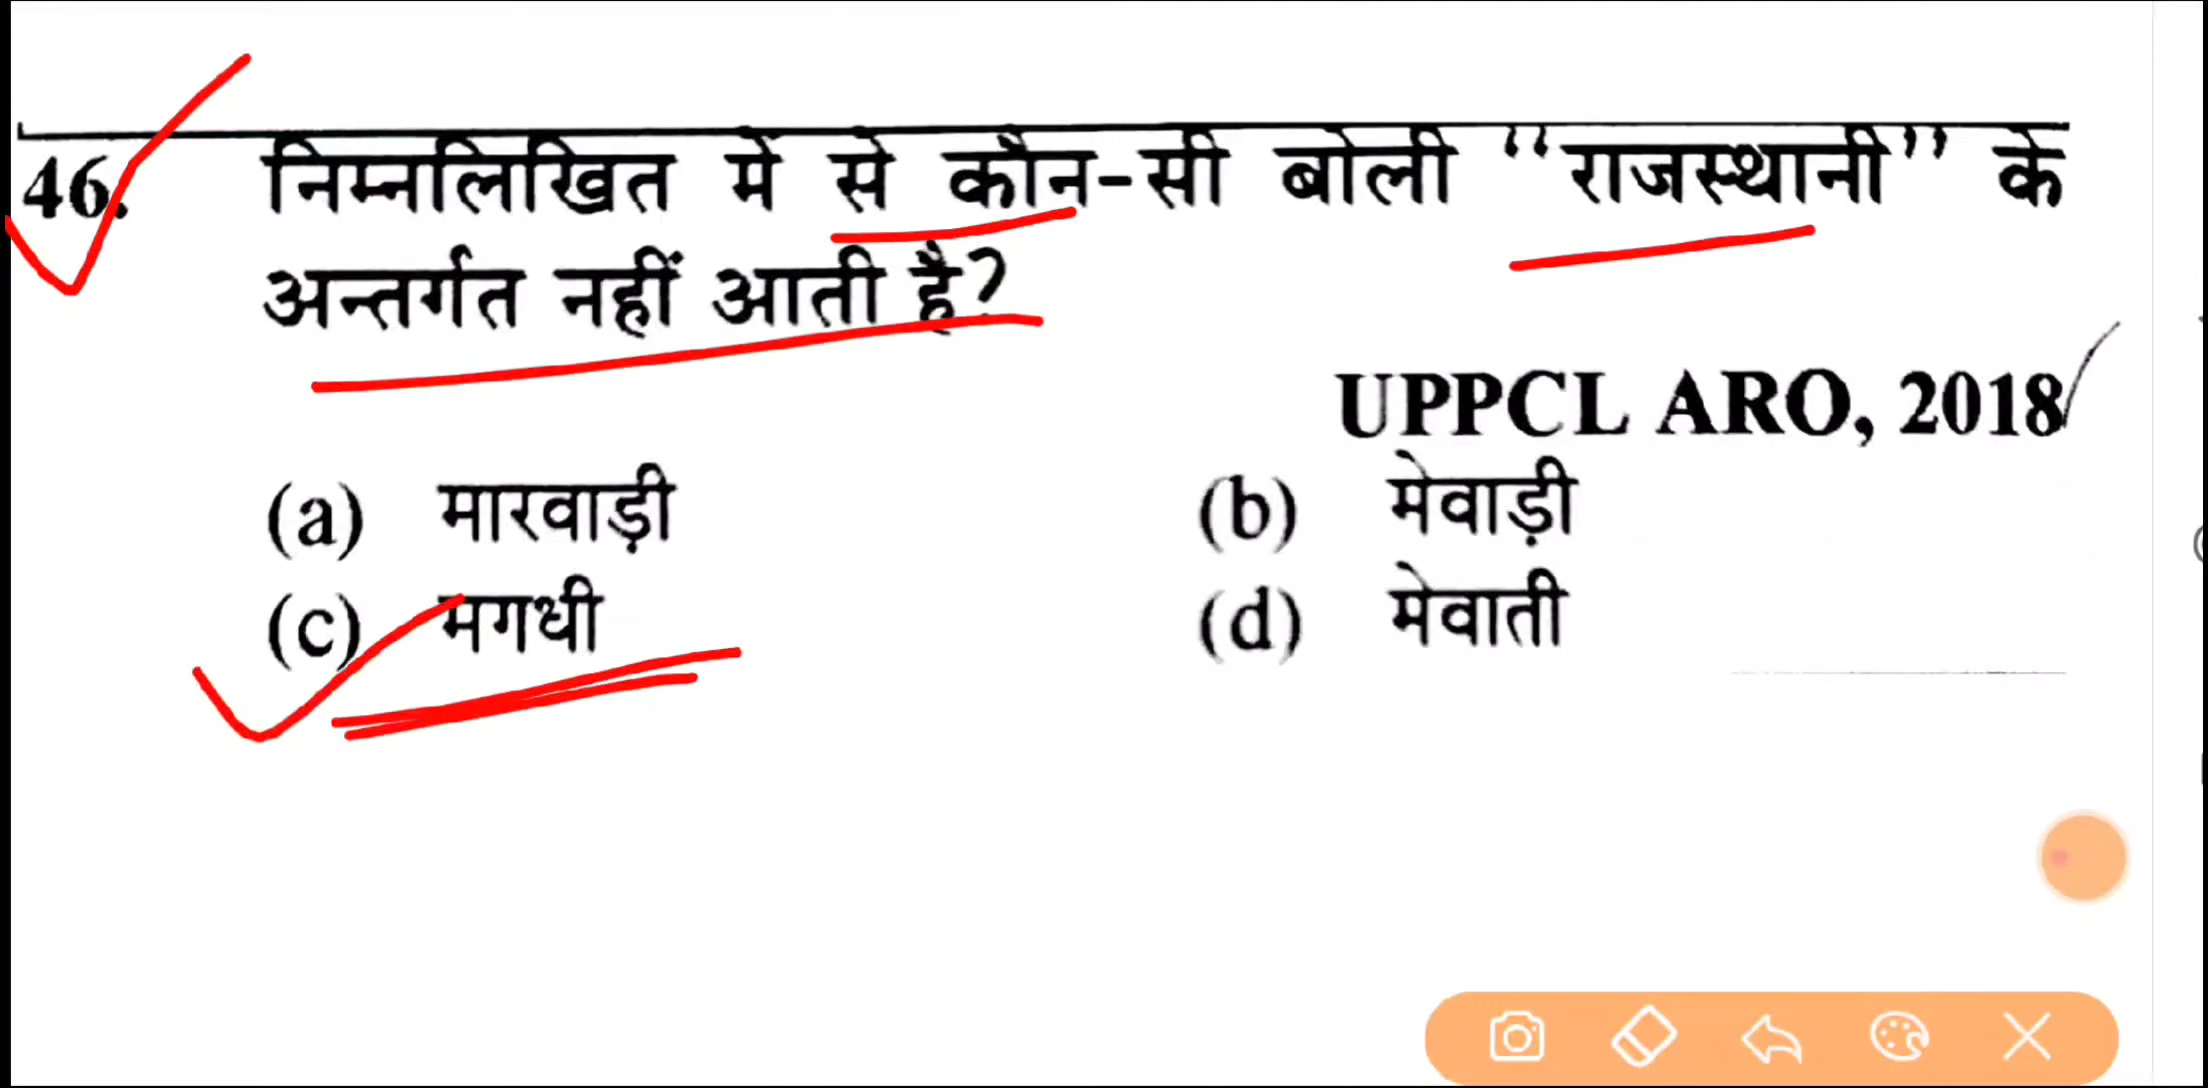 46. निम्नलिखित में से कौन-सी बोली “राजस्थानी” के
अन्तर्गत नहीं आती है?
UPPCL ARO, 2018
(a) मारवाड़ी (b) मेवाड़ी
(c) मगधी (d) मेवाती